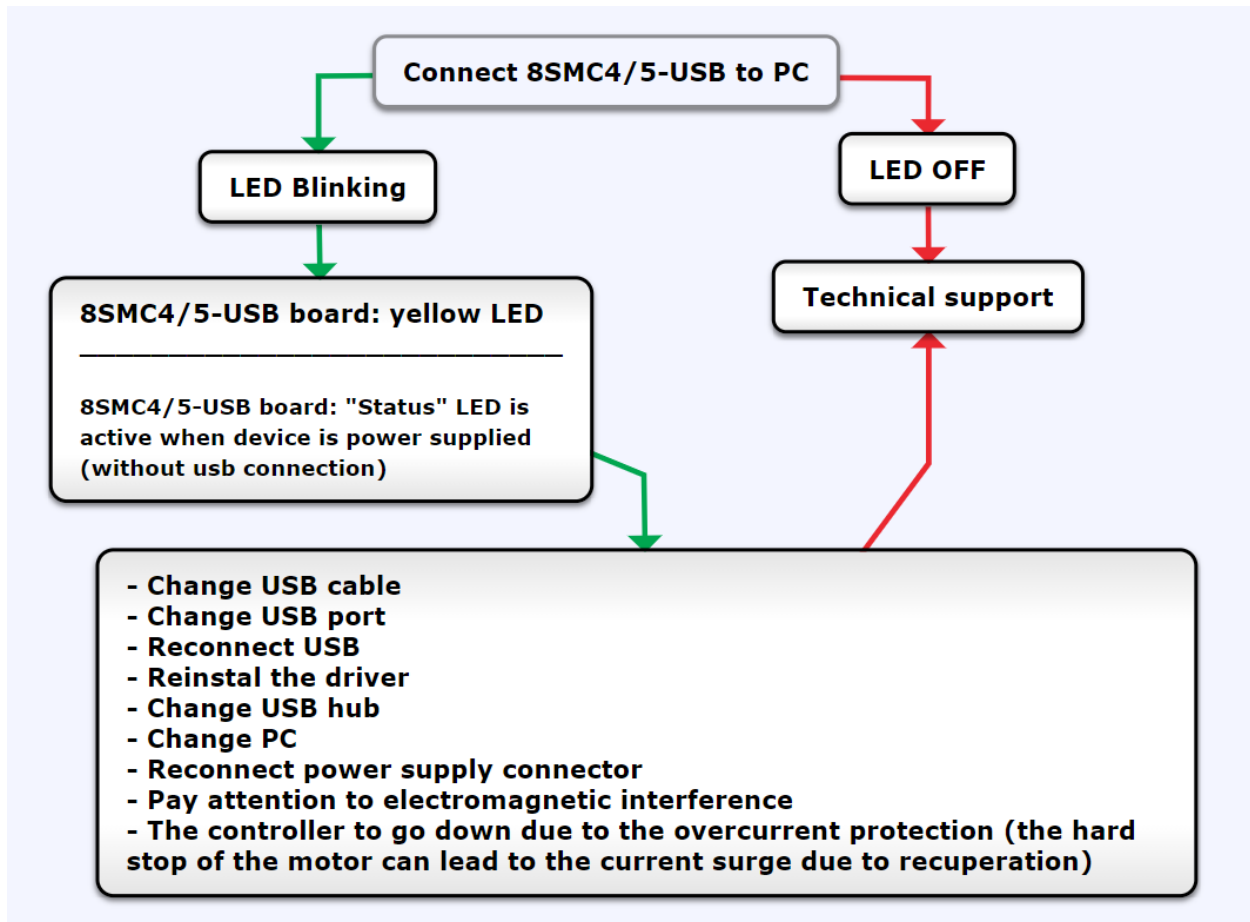 Connect 8SMC4/5-USB to PC
LED Blinking
LED OFF
8SMC4/5-USB board: yellow LED
8SMC4/5-USB board: "Status" LED is
active when device is power supplied
(without usb connection)
Technical support
- Change USB cable
- Change USB port
- Reconnect USB
- Reinstal the driver
- Change USB hub
- Change PC
- Reconnect power supply connector
- Pay attention to electromagnetic interference
- The controller to go down due to the overcurrent protection (the hard
stop of the motor can lead to the current surge due to recuperation)